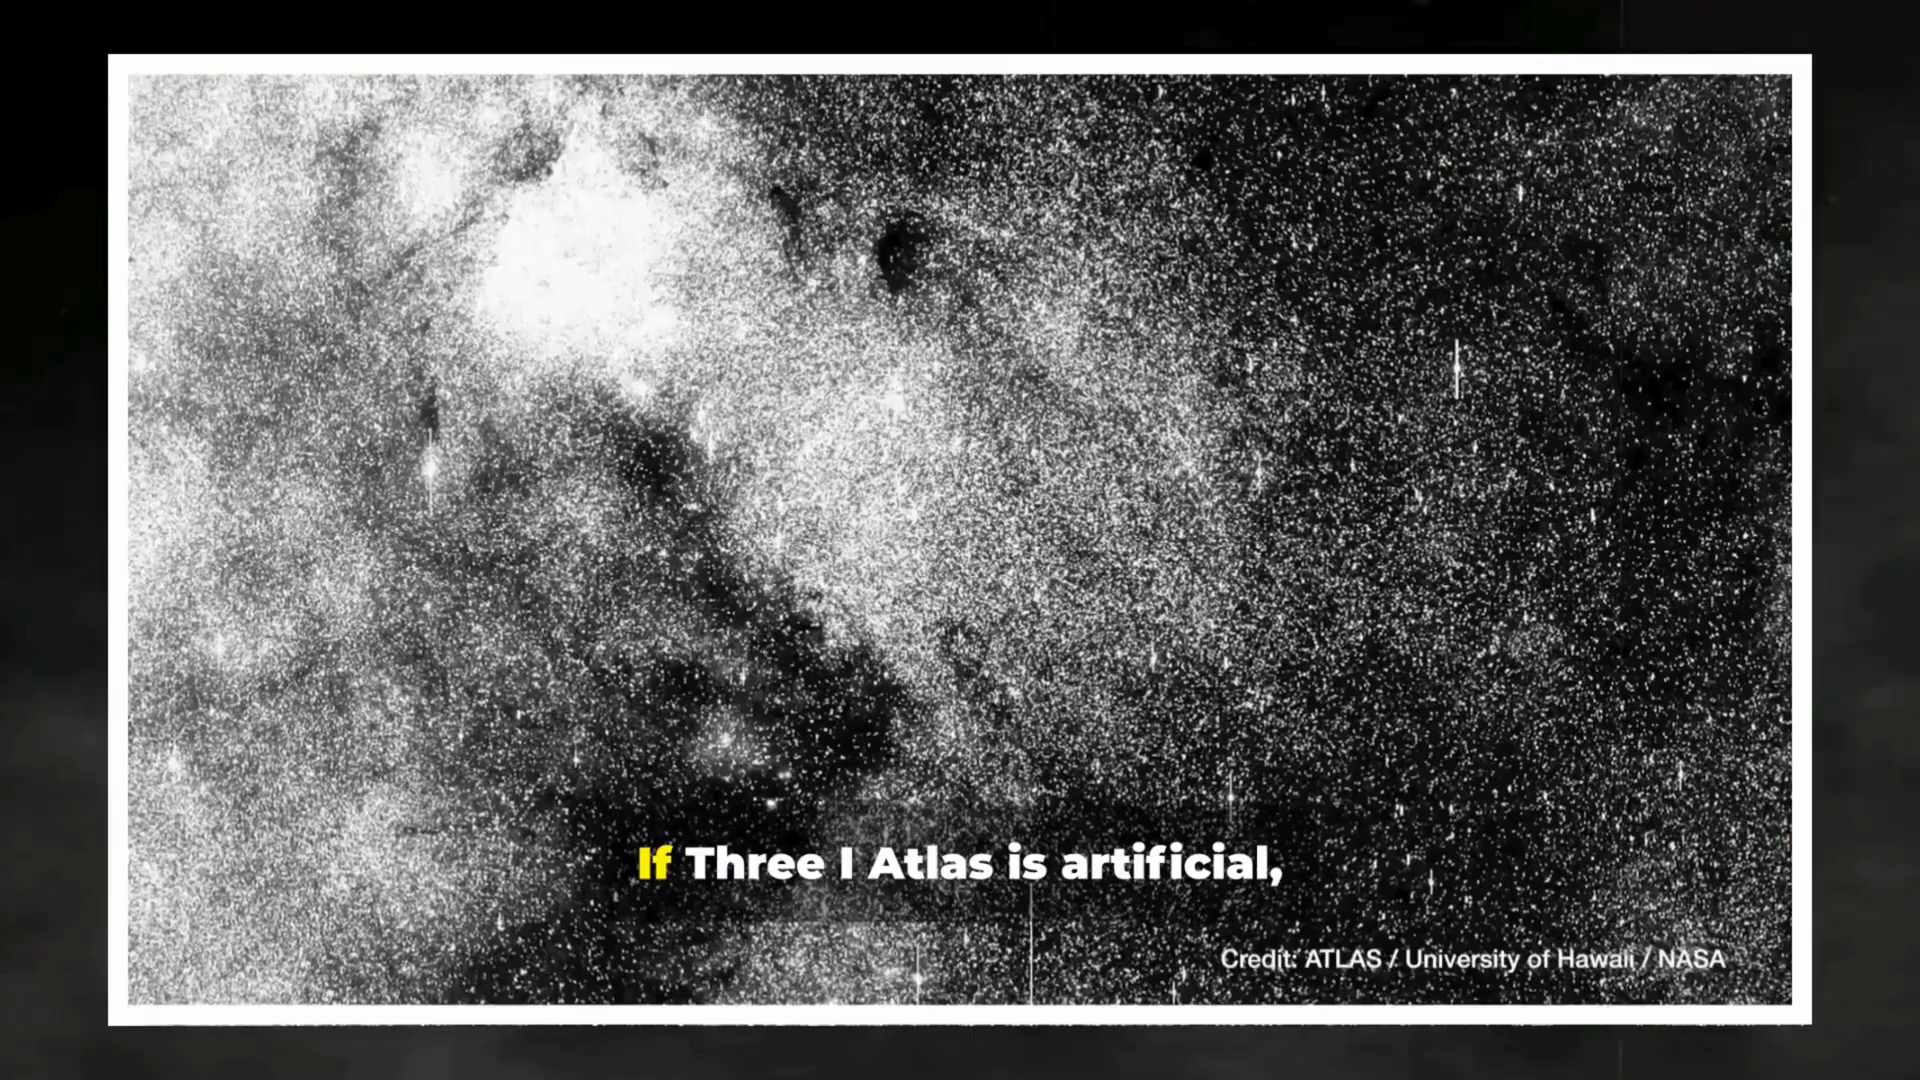 If Three I Atlas is artificial,
Credit: ATLAS / University of Hawaii / NASA